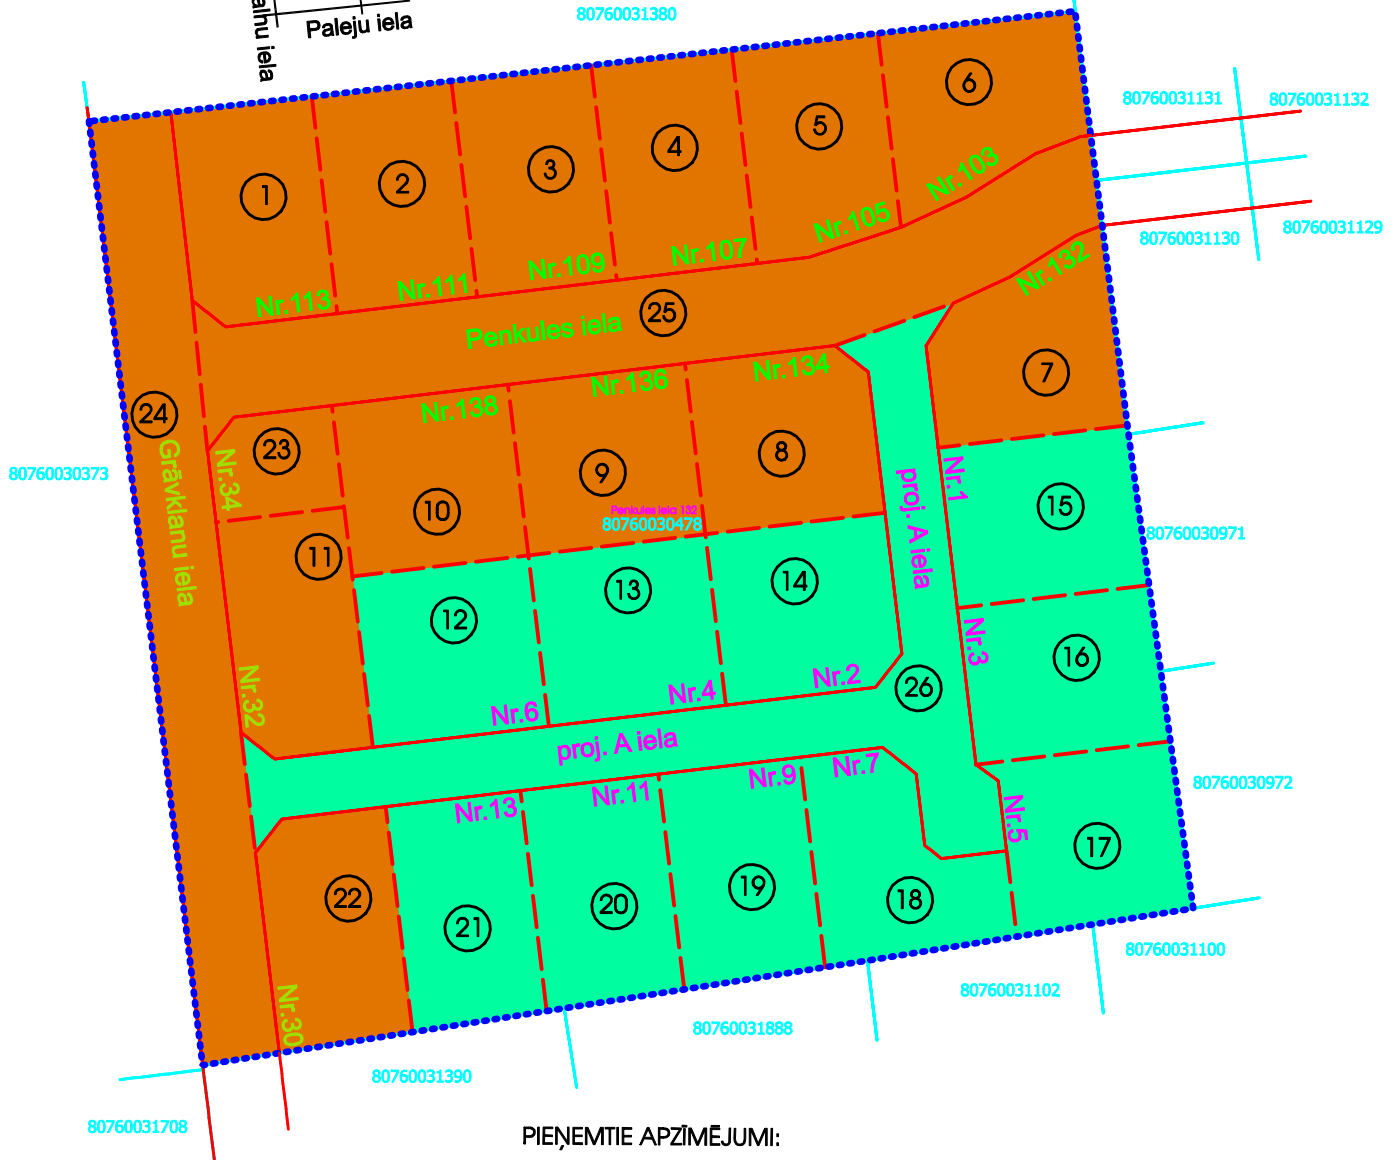 alhu iela
Paleju iela
80760031380
6
80760031131
80760031132
5
4
3
2
1
Nr.103
Nr.105
Nr.107
Nr.109
Nr.111
Nr.113
80760031130
80760031129
Nr.132
25
Penkules iela
Nr.134
Nr.136
Nr.138
7
24
23
8
9
10
Nr.34
Grāvkalnu iela
80760030373
Penkules iela 132
80760030478
proj. A iela
Nr.1
15
80760030971
11
12
13
14
Nr.3
16
Nr.32
Nr.6
Nr.4
Nr.2
26
proj. A iela
Nr.13
Nr.11
Nr.9
Nr.7
Nr.5
80760030972
17
22
21
20
19
18
Nr.30
80760031100
80760031102
80760031888
80760031390
80760031708
PIEŅEMTIE APZĪMĒJUMI: